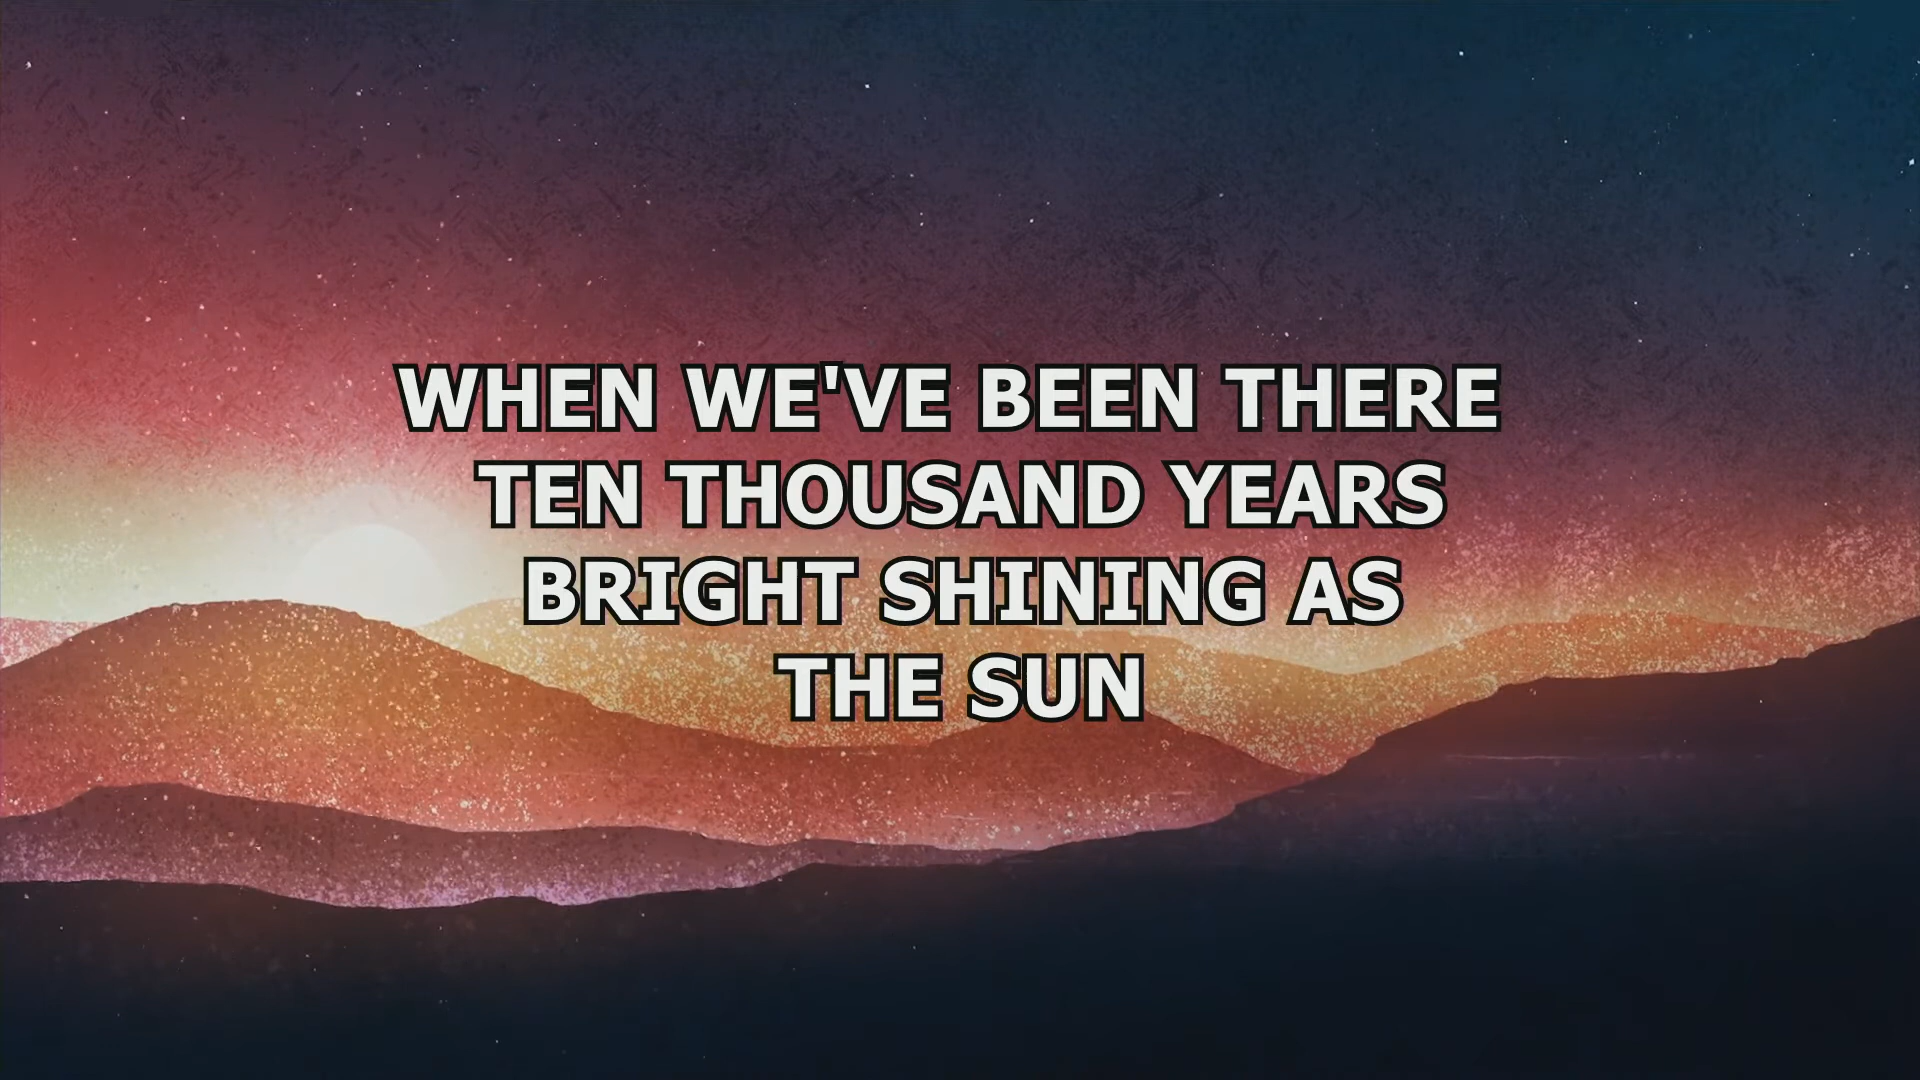 WHEN WE'VE BEEN THERE
TEN THOUSAND YEARS
BRIGHT SHINING AS
THE SUN